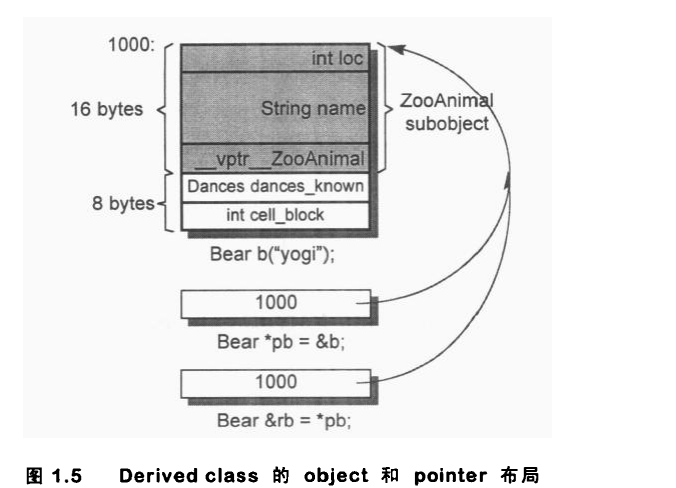 1000:
int loc
16 bytes
String name
ZooAnimal
subobject
__vptr__ZooAnimal
8 bytes
Dances dances_known
int cell_block
Bear b(“yogi”);
1000
Bear *pb = &b;
1000
Bear &rb = *pb;
图 1.5 Derived class 的 object 和 pointer 布局